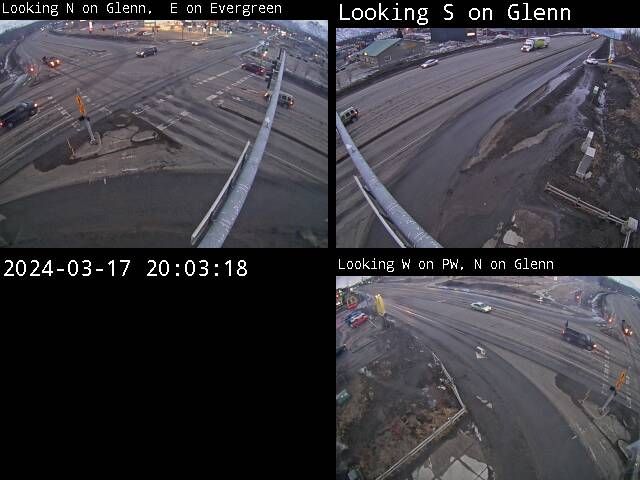 Looking N on Glenn, E on Evergreen
Looking S on Glenn
2024-03-17 20:03:18
Looking W on PW, N on Glenn